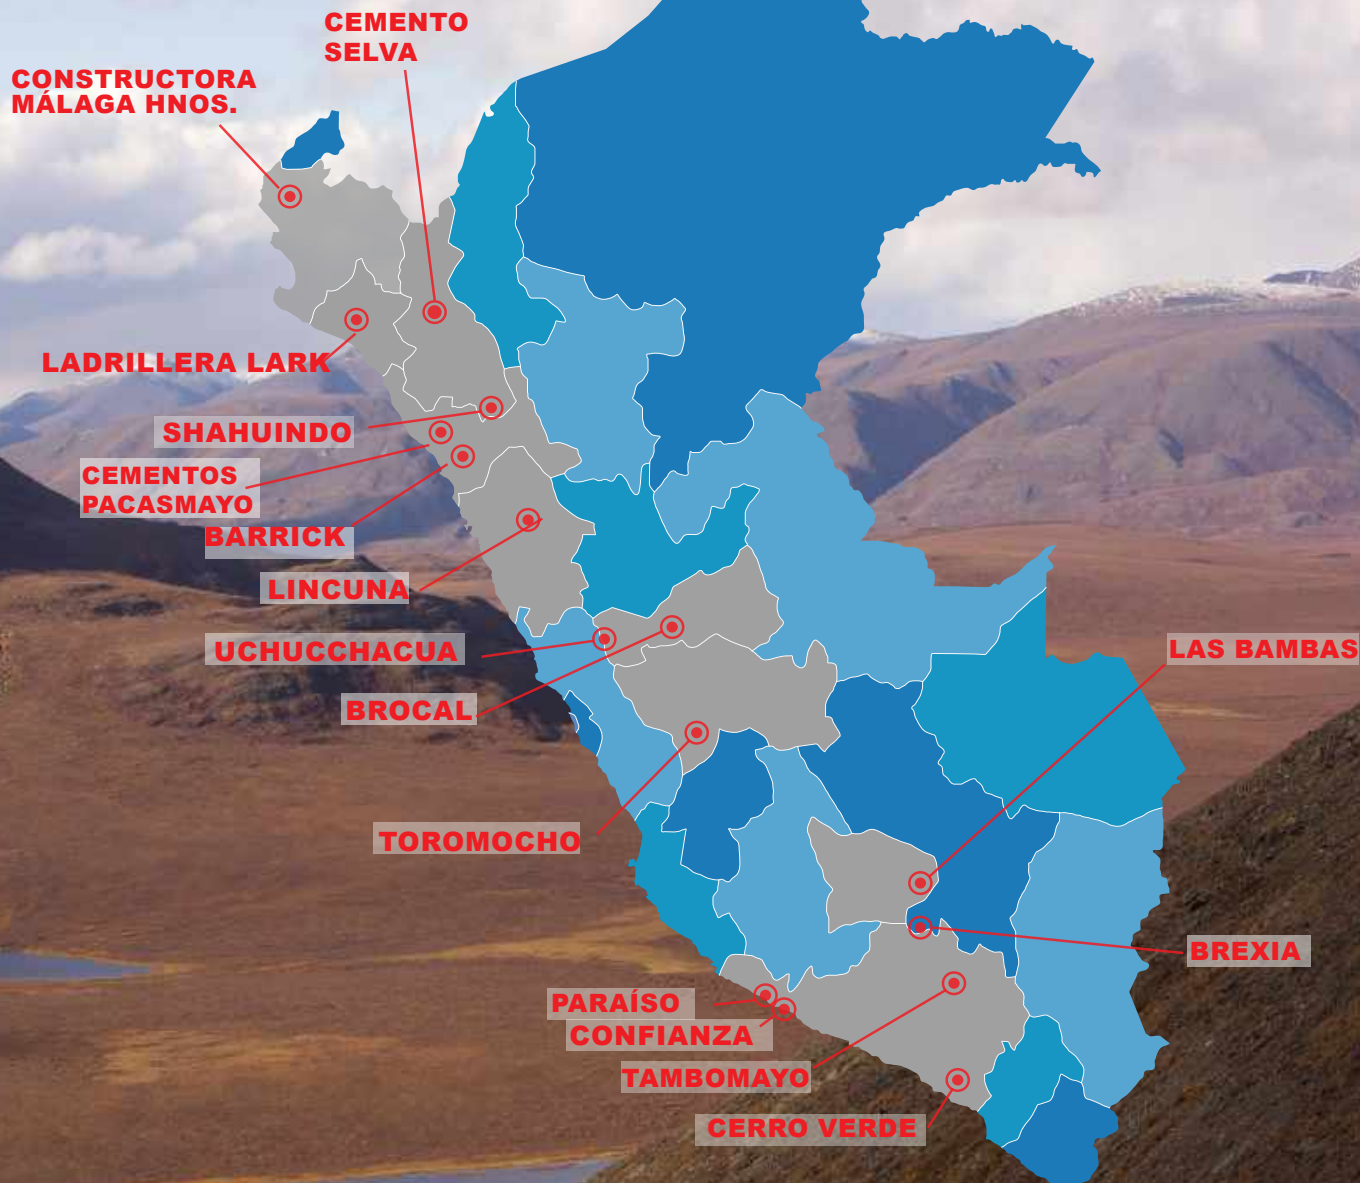 CEMENTO
SELVA
CONSTRUCTORA
MÁLAGA HNOS.
LADRILLERA LARK
SHAHUINDO
CEMENTOS
PACASMAYO
BARRICK
LINCUNA
UCHUCCHACUA
BROCAL
LAS BAMBAS
TOROMOCHO
BREXIA
PARAÍSO
CONFIANZA
TAMBOMAYO
CERRO VERDE